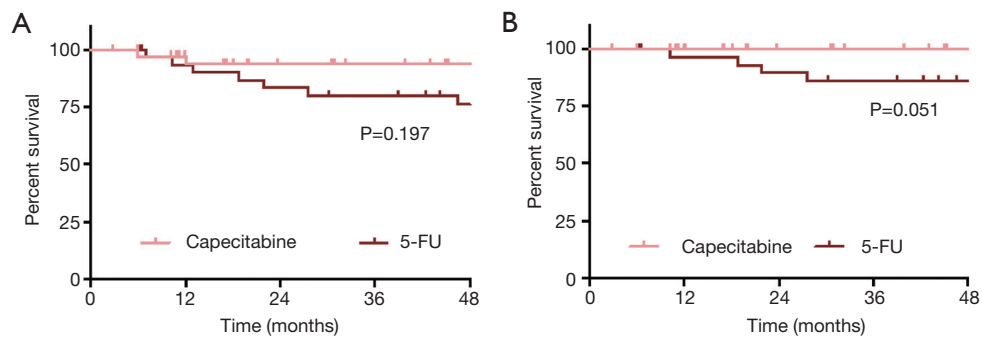 A
Percent survival
100
75
50
25
0
P=0.197
Capecitabine 5-FU
0 12 24 36 48
Time (months)
B
Percent survival
100
75
50
25
0
P=0.051
Capecitabine 5-FU
0 12 24 36 48
Time (months)